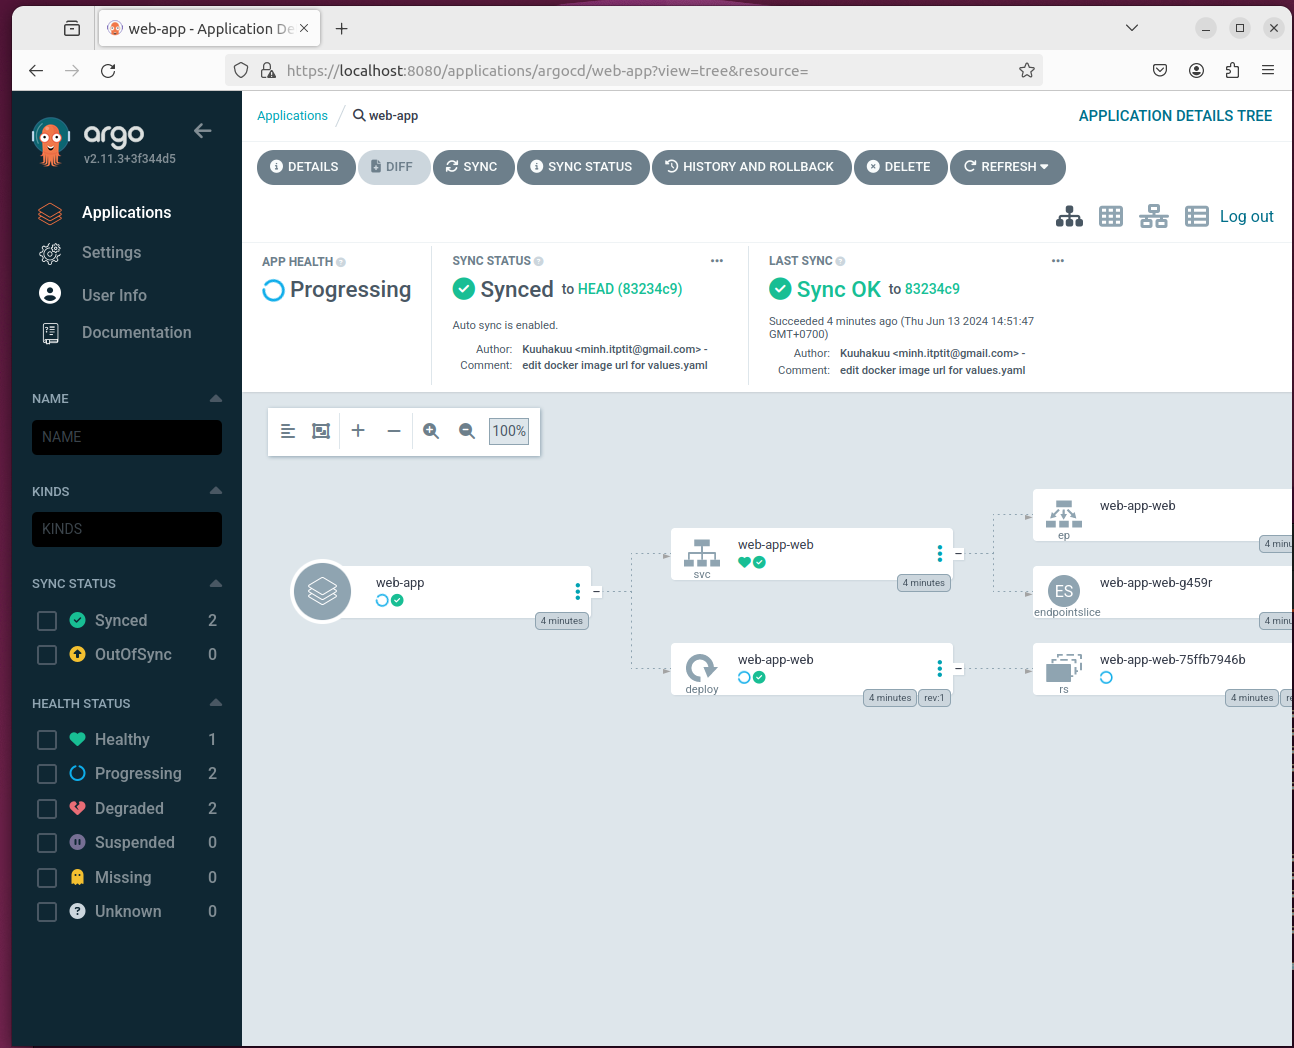 web-app - Application De
https://localhost:8080/applications/argocd/web-app?view=tree&resource=
argo
v2.11.3+3f344d5
Applications
Settings
User Info
Documentation
NAME
NAME
KINDS
KINDS
SYNC STATUS
Synced 2
OutOfSync 0
HEALTH STATUS
Healthy 1
Progressing 2
Degraded 2
Suspended 0
Missing 0
Unknown 0
Applications / web-app
APPLICATION DETAILS TREE
DETAILS DIFF SYNC SYNC STATUS HISTORY AND ROLLBACK DELETE REFRESH
Log out
APP HEALTH
Progressing
SYNC STATUS
Synced to HEAD (83234c9)
Auto sync is enabled.
Author: Kuuhakuu <minh.itptit@gmail.com> -
Comment: edit docker image url for values.yaml
LAST SYNC
Sync OK to 83234c9
Succeeded 4 minutes ago (Thu Jun 13 2024 14:51:47
GMT+0700)
Author: Kuuhakuu <minh.itptit@gmail.com> -
Comment: edit docker image url for values.yaml
100%
web-app
4 minutes
web-app-web
svc
4 minutes
web-app-web
deploy
4 minutes rev:1
web-app-web
ep
4 minu
ES
web-app-web-g459r
endpointslice
4 minu
web-app-web-75ffb7946b
rs
4 minutes re